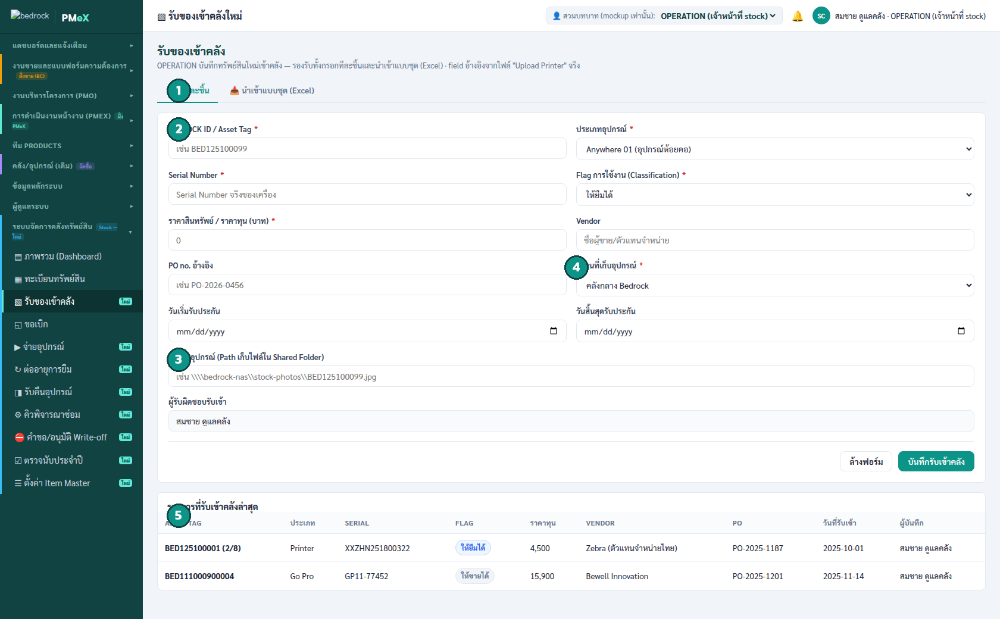 bedrock
PMeX
แดชบอร์ดและแจ้งเตือน
งานขายและแบบฟอร์มความต้องการ
ฝั่งขาย (BC)
งานบริหารโครงการ (PMO)
การดำเนินงานหน้างาน (PMEX) ฝั่ง PMeX
ทีม PRODUCTS
คลัง/อุปกรณ์ (เดิม) จัดซื้อ
ข้อมูลหลักระบบ
ผู้ดูแลระบบ
ระบบจัดการคลังทรัพย์สิน Stock — ใหม่
ภาพรวม (Dashboard)
ทะเบียนทรัพย์สิน
รับของเข้าคลัง ใหม่
ขอเบิก
จ่ายอุปกรณ์ ใหม่
ต่ออายุการยืม ใหม่
รับคืนอุปกรณ์ ใหม่
คิวพิจารณาซ่อม ใหม่
คำขอ/อนุมัติ Write-off ใหม่
ตรวจนับประจำปี ใหม่
ตั้งค่า Item Master ใหม่
รับของเข้าคลังใหม่
สวมบทบาท (mockup เท่านั้น): OPERATION (เจ้าหน้าที่ stock)
SC สมชาย ดูแลคลัง · OPERATION (เจ้าหน้าที่ stock)
รับของเข้าคลัง
OPERATION บันทึกทรัพย์สินใหม่เข้าคลัง — รองรับทั้งกรอกทีละชิ้นและนำเข้าแบบชุด (Excel) · field อ้างอิงจากไฟล์ "Upload Printer" จริง
1 ละชิ้น
นำเข้าแบบชุด (Excel)
2 OCK ID / Asset Tag *
เช่น BED125100099
ประเภทอุปกรณ์ *
Anywhere 01 (อุปกรณ์ห้อยคอ)
Serial Number *
Serial Number จริงของเครื่อง
Flag การใช้งาน (Classification) *
ให้ยืมได้
ราคาสินทรัพย์ / ราคาทุน (บาท) *
0
Vendor
ชื่อผู้ขาย/ตัวแทนจำหน่าย
PO no. อ้างอิง
เช่น PO-2026-0456
4 นที่เก็บอุปกรณ์ *
คลังกลาง Bedrock
วันเริ่มรับประกัน
mm/dd/yyyy
วันสิ้นสุดรับประกัน
mm/dd/yyyy
3 อุปกรณ์ (Path เก็บไฟล์ใน Shared Folder)
เช่น \\\\bedrock-nas\\stock-photos\\BED125100099.jpg
ผู้รับผิดชอบรับเข้า
สมชาย ดูแลคลัง
ล้างฟอร์ม
บันทึกรับเข้าคลัง
5 ารที่รับเข้าคลังล่าสุด
TAG ประเภท SERIAL FLAG ราคาทุน VENDOR PO วันที่รับเข้า ผู้บันทึก
BED125100001 (2/8) Printer XXZHN251800322 ให้ยืมได้ 4,500 Zebra (ตัวแทนจำหน่ายไทย) PO-2025-1187 2025-10-01 สมชาย ดูแลคลัง
BED111000900004 Go Pro GP11-77452 ให้ขายได้ 15,900 Bewell Innovation PO-2025-1201 2025-11-14 สมชาย ดูแลคลัง